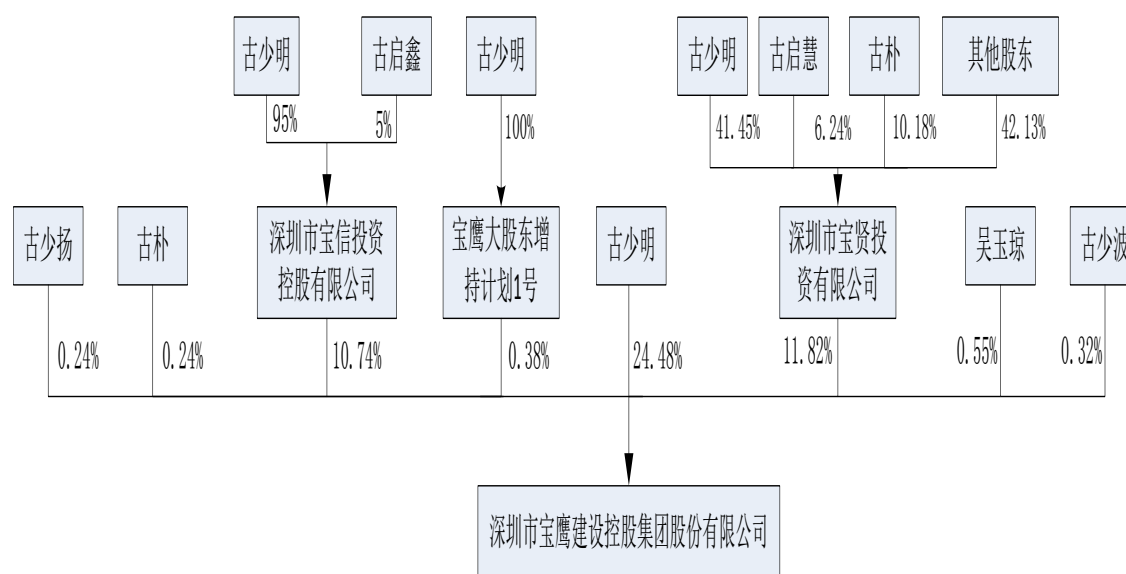 古少明
古启鑫
古少明
古少明
古启慧
古朴
其他股东
95%
5%
100%
41.45%
6.24%
10.18%
42.13%
古少扬
古朴
深圳市宝信投资
控股有限公司
宝鹰大股东增
持计划1号
古少明
深圳市宝贤投
资有限公司
吴玉琼
古少波
0.24%
0.24%
10.74%
0.38%
24.48%
11.82%
0.55%
0.32%
深圳市宝鹰建设控股集团股份有限公司